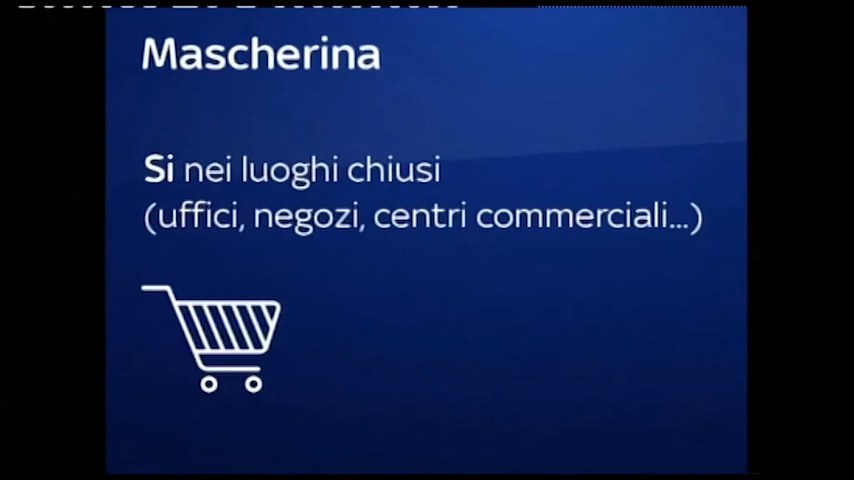 Mascherina
Si nei luoghi chiusi
(uffici, negozi, centri commerciali...)